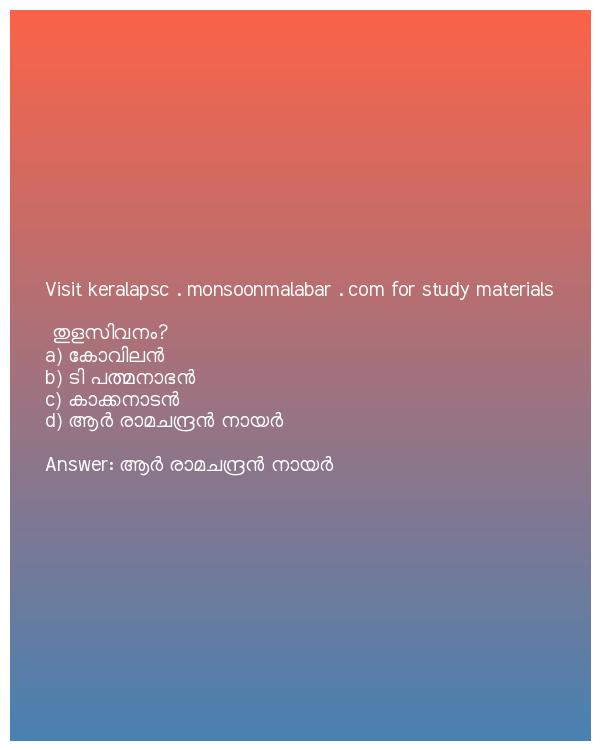 Visit keralapsc . monsoonmalabar . com for study materials
തുളസിവനം?
a) കോവിലൻ
b) ടി പത്മനാഭൻ
c) കാക്കനാടൻ
d) ആർ രാമചന്ദ്രൻ നായർ
Answer: ആർ രാമചന്ദ്രൻ നായർ